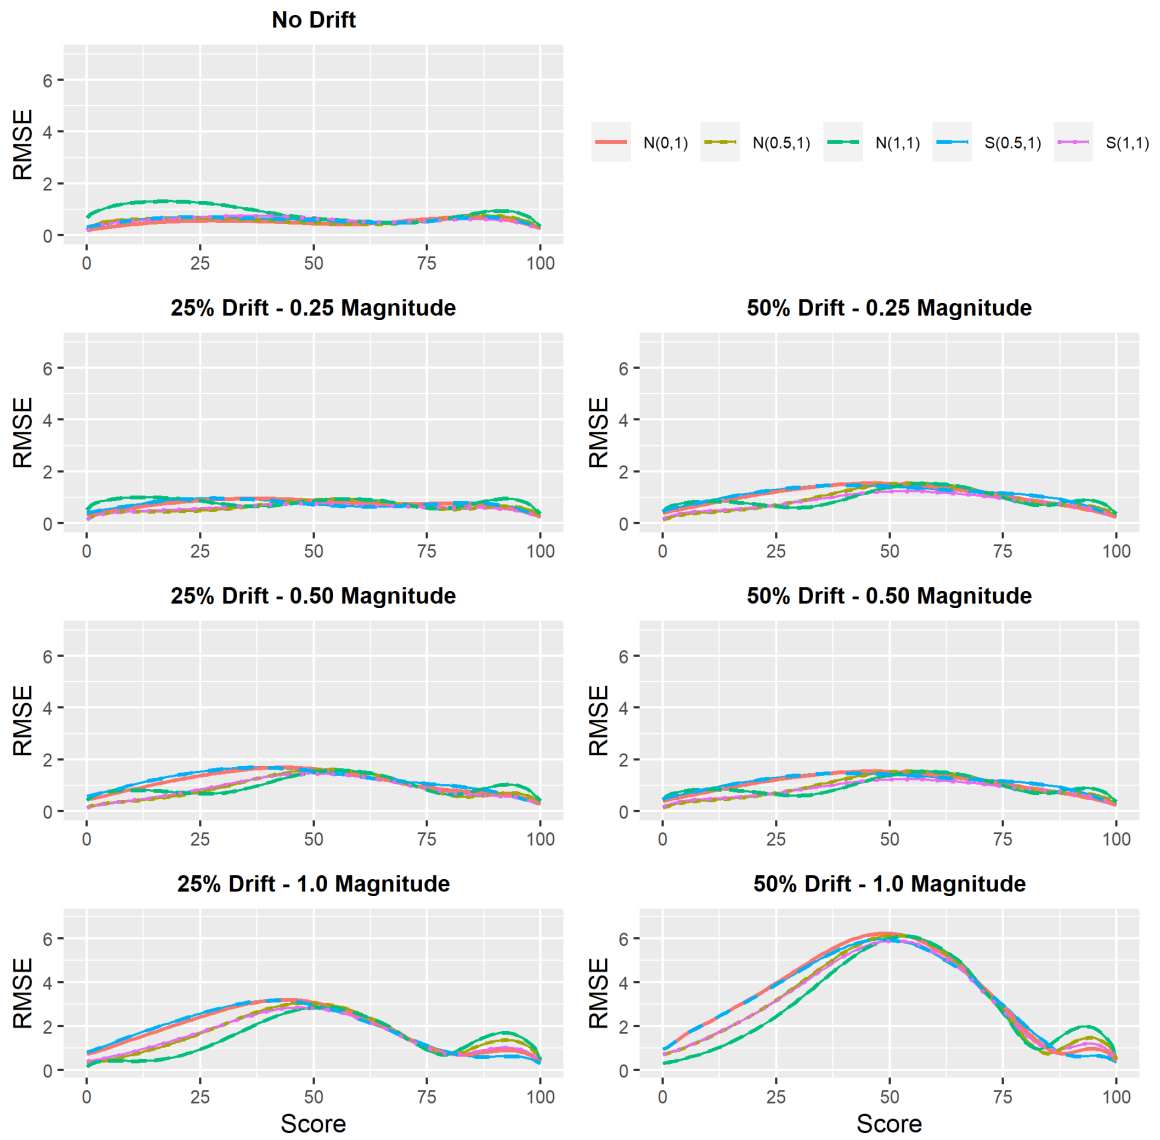 No Drift
RMSE
6
4
2
0
0 25 50 75 100
N(0,1) N(0.5,1) N(1,1) S(0.5,1) S(1,1)
25% Drift - 0.25 Magnitude
RMSE
6
4
2
0
0 25 50 75 100
50% Drift - 0.25 Magnitude
RMSE
6
4
2
0
0 25 50 75 100
25% Drift - 0.50 Magnitude
RMSE
6
4
2
0
0 25 50 75 100
50% Drift - 0.50 Magnitude
RMSE
6
4
2
0
0 25 50 75 100
25% Drift - 1.0 Magnitude
RMSE
6
4
2
0
0 25 50 75 100
Score
50% Drift - 1.0 Magnitude
RMSE
6
4
2
0
0 25 50 75 100
Score